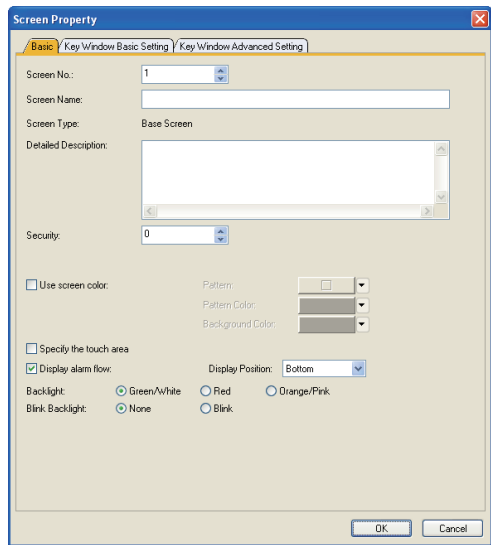 Screen Property
Basic Key Window Basic Setting Key Window Advanced Setting
Screen No.: 1
Screen Name:
Screen Type: Base Screen
Detailed Description:
Security: 0
Use screen color: Pattern:
Pattern Color:
Background Color:
Specify the touch area
Display alarm flow: Display Position: Bottom
Backlight: Green/White Red Orange/Pink
Blink Backlight: None Blink
OK Cancel